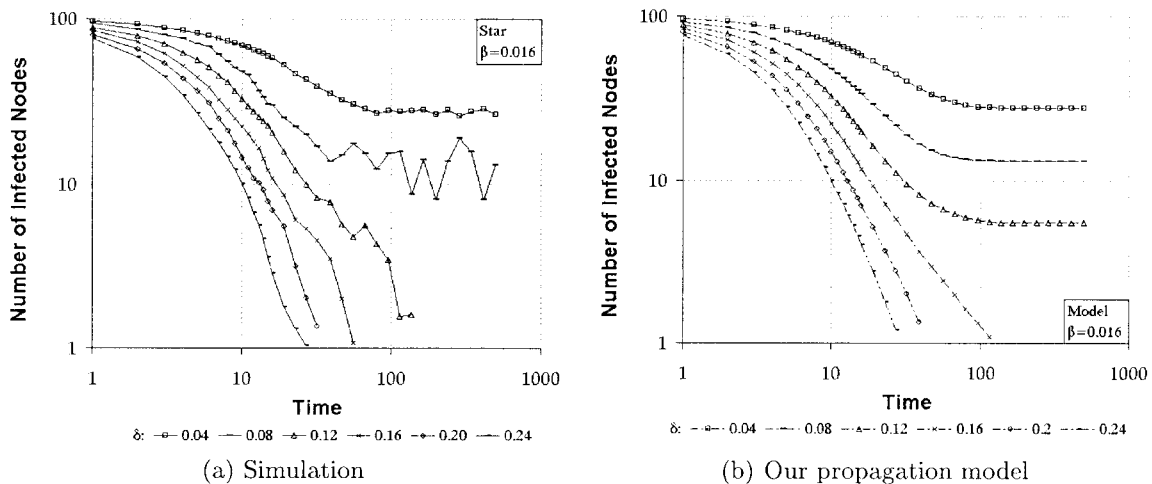 100
10
1
Number of Infected Nodes
Star
β=0.016
1 10 100 1000
Time
δ: 0.04 0.08 0.12 0.16 0.20 0.24
(a) Simulation
100
10
1
Number of Infected Nodes
Model
β=0.016
1 10 100 1000
Time
δ: 0.04 0.08 0.12 0.16 0.2 0.24
(b) Our propagation model